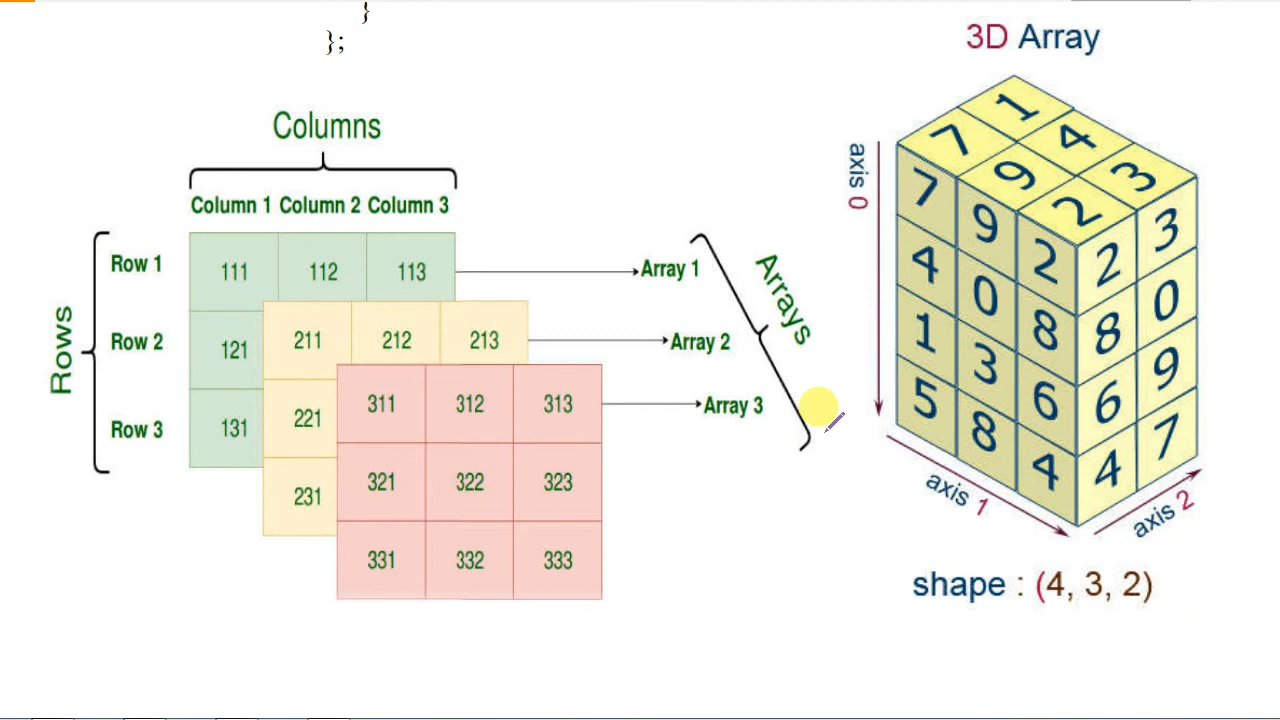 }
};
Columns
Column 1 Column 2 Column 3
Rows
Row 1
Row 2
Row 3
111 112 113
121
131
211 212 213
221
231
311 312 313
321 322 323
331 332 333
Array 1
Array 2
Array 3
Arrays
3D Array
axis 0
1
7 4
9 3
2
7 9 2 2 3
4 0 8 8 0
1 3 6 6 9
5 8 4 4 7
axis 1
axis 2
shape : (4, 3, 2)